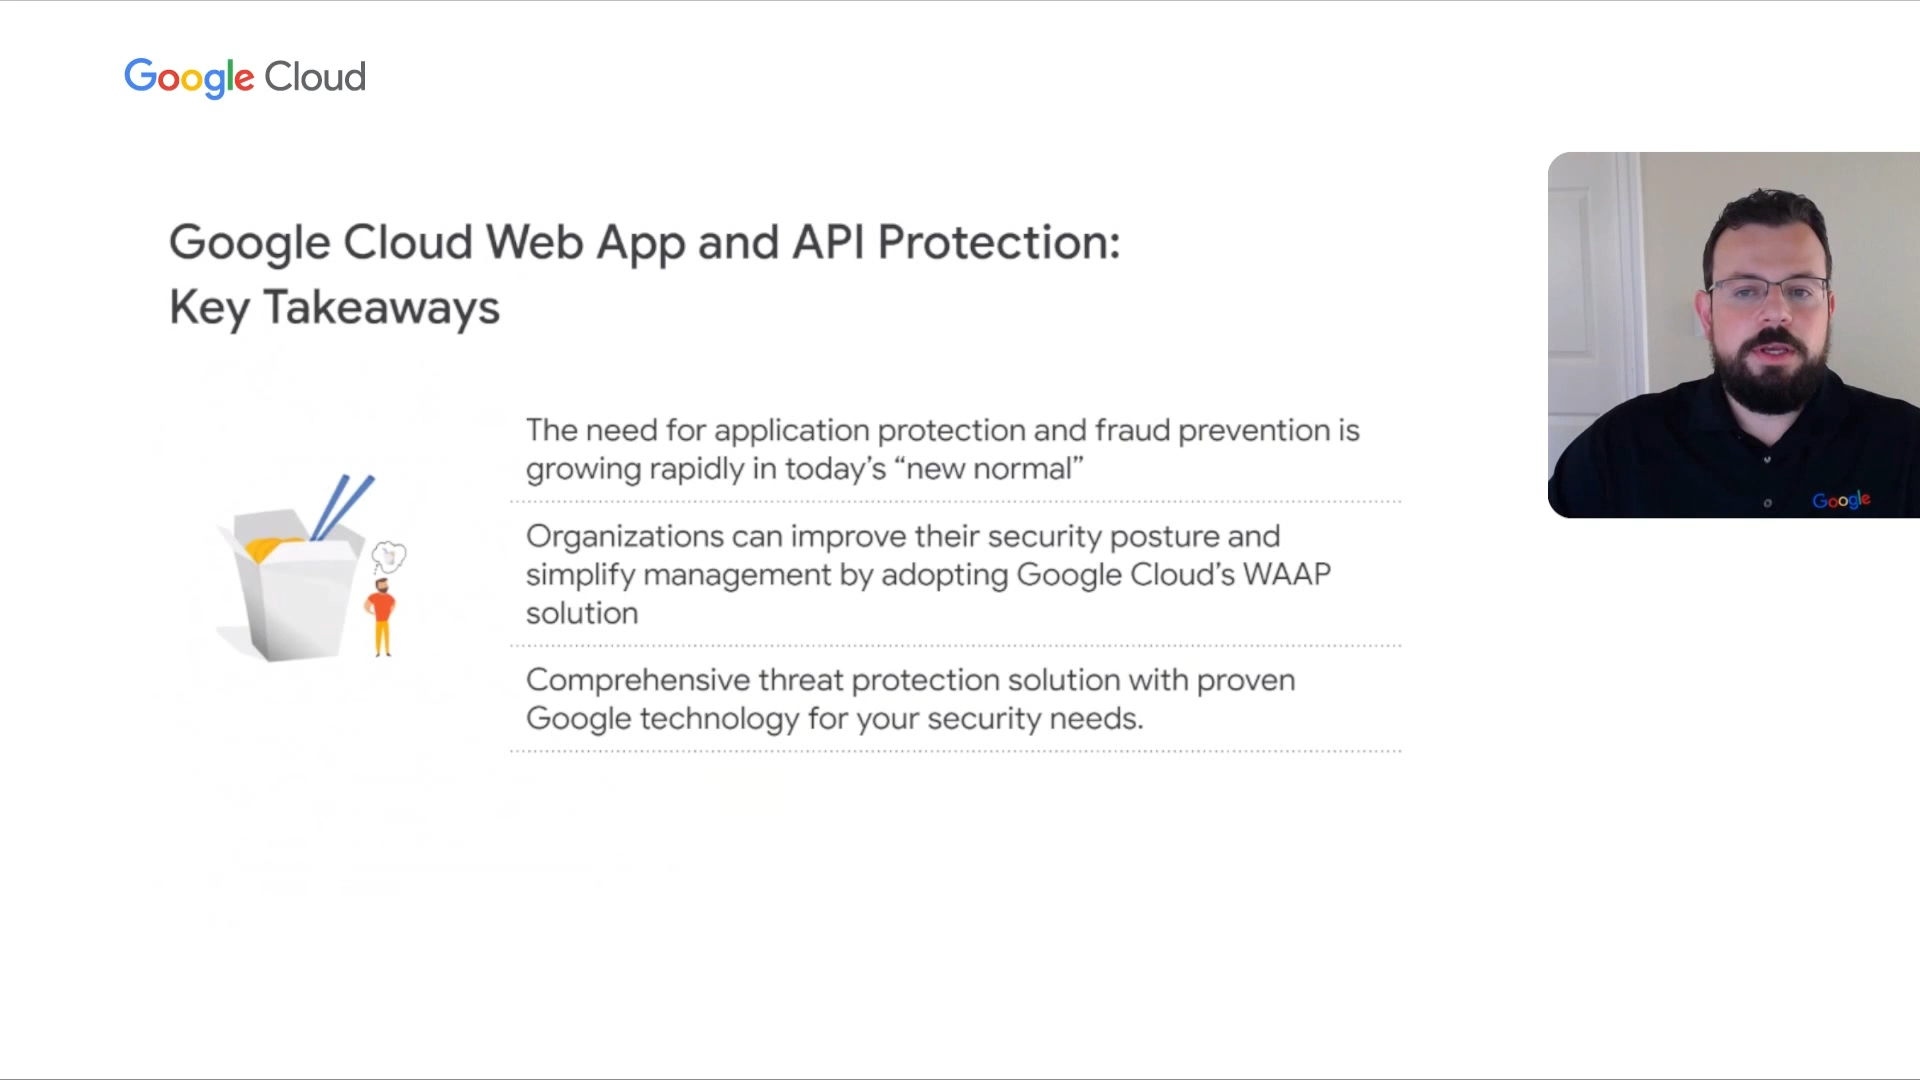 Google Cloud
Google Cloud Web App and API Protection:
Key Takeaways
The need for application protection and fraud prevention is
growing rapidly in today’s “new normal”
Organizations can improve their security posture and
simplify management by adopting Google Cloud’s WAAP
solution
Comprehensive threat protection solution with proven
Google technology for your security needs.
Google